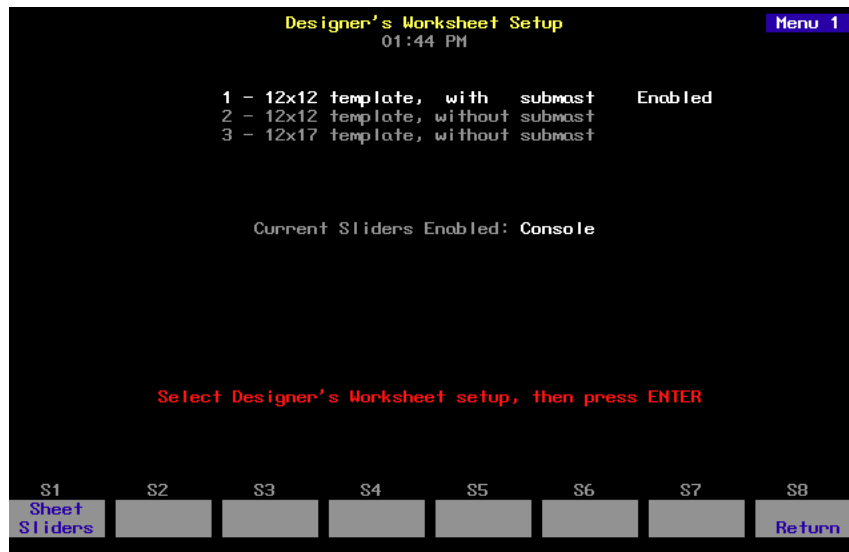 Designer's Worksheet Setup
Menu 1
01:44 PM
1 - 12x12 template, with submast Enabled
2 - 12x12 template, without submast
3 - 12x17 template, without submast
Current Sliders Enabled: Console
Select Designer's Worksheet setup, then press ENTER
S1 S2 S3 S4 S5 S6 S7 S8
Sheet
Sliders Return